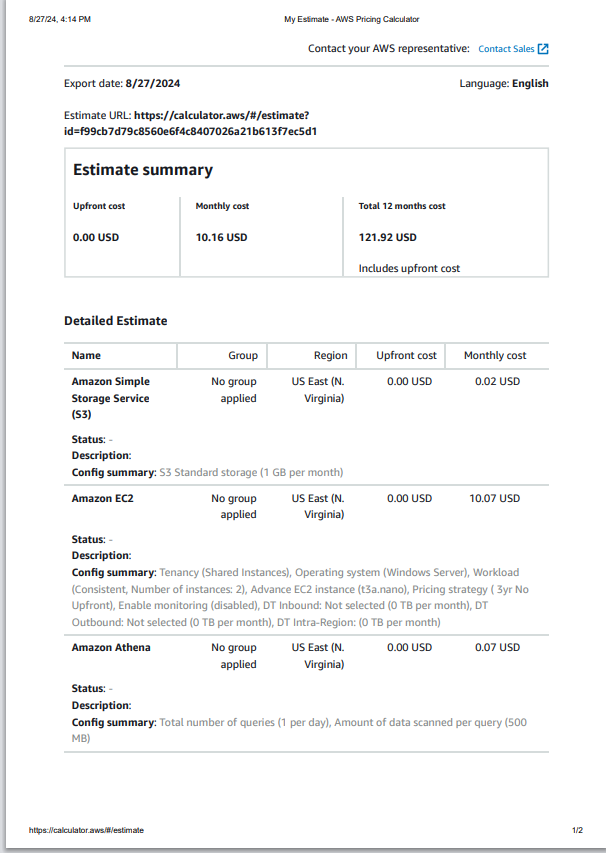 8/27/24, 4:14 PM My Estimate - AWS Pricing Calculator
Contact your AWS representative: Contact Sales
Export date: 8/27/2024 Language: English
Estimate URL: https://calculator.aws/#/estimate?
id=f99cb7d79c8560e6f4c8407026a21b613f7ec5d1
Estimate summary
Upfront cost Monthly cost Total 12 months cost
0.00 USD 10.16 USD 121.92 USD
Includes upfront cost
Detailed Estimate
Name Group Region Upfront cost Monthly cost
Amazon Simple No group US East (N. 0.00 USD 0.02 USD
Storage Service applied Virginia)
(S3)
Status: -
Description:
Config summary: S3 Standard storage (1 GB per month)
Amazon EC2 No group US East (N. 0.00 USD 10.07 USD
applied Virginia)
Status: -
Description:
Config summary: Tenancy (Shared Instances), Operating system (Windows Server), Workload
(Consistent, Number of instances: 2), Advance EC2 instance (t3a.nano), Pricing strategy ( 3yr No
Upfront), Enable monitoring (disabled), DT Inbound: Not selected (0 TB per month), DT
Outbound: Not selected (0 TB per month), DT Intra-Region: (0 TB per month)
Amazon Athena No group US East (N. 0.00 USD 0.07 USD
applied Virginia)
Status: -
Description:
Config summary: Total number of queries (1 per day), Amount of data scanned per query (500
MB)
https://calculator.aws/#/estimate 1/2